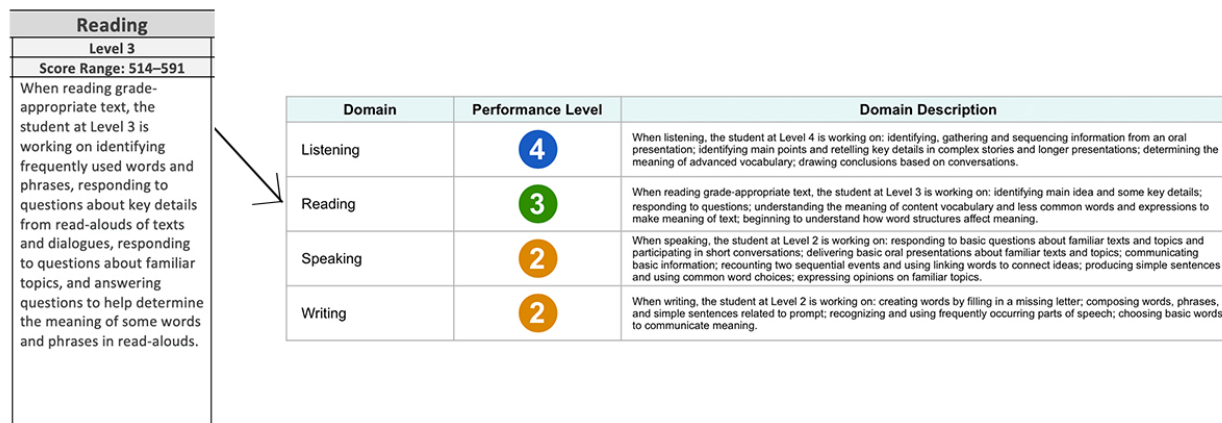 Reading
Level 3
Score Range: 514–591
When reading grade-
appropriate text, the
student at Level 3 is
working on identifying
frequently used words and
phrases, responding to
questions about key details
from read-alouds of texts
and dialogues, responding
to questions about familiar
topics, and answering
questions to help determine
the meaning of some words
and phrases in read-alouds.
Domain Performance Level Domain Description
Listening
4
When listening, the student at Level 4 is working on: identifying, gathering and sequencing information from an oral
presentation; identifying main points and retelling key details in complex stories and longer presentations; determining the
meaning of advanced vocabulary; drawing conclusions based on conversations.
Reading
3
When reading grade-appropriate text, the student at Level 3 is working on: identifying main idea and some key details;
responding to questions; understanding the meaning of content vocabulary and less common words and expressions to
make meaning of text; beginning to understand how word structures affect meaning.
Speaking
2
When speaking, the student at Level 2 is working on: responding to basic questions about familiar texts and topics and
participating in short conversations; delivering basic oral presentations about familiar texts and topics; communicating
basic information; recounting two sequential events and using linking words to connect ideas; producing simple sentences
and using common word choices; expressing opinions on familiar topics.
Writing
2
When writing, the student at Level 2 is working on: creating words by filling in a missing letter; composing words, phrases,
and simple sentences related to prompt; recognizing and using frequently occurring parts of speech; choosing basic words
to communicate meaning.